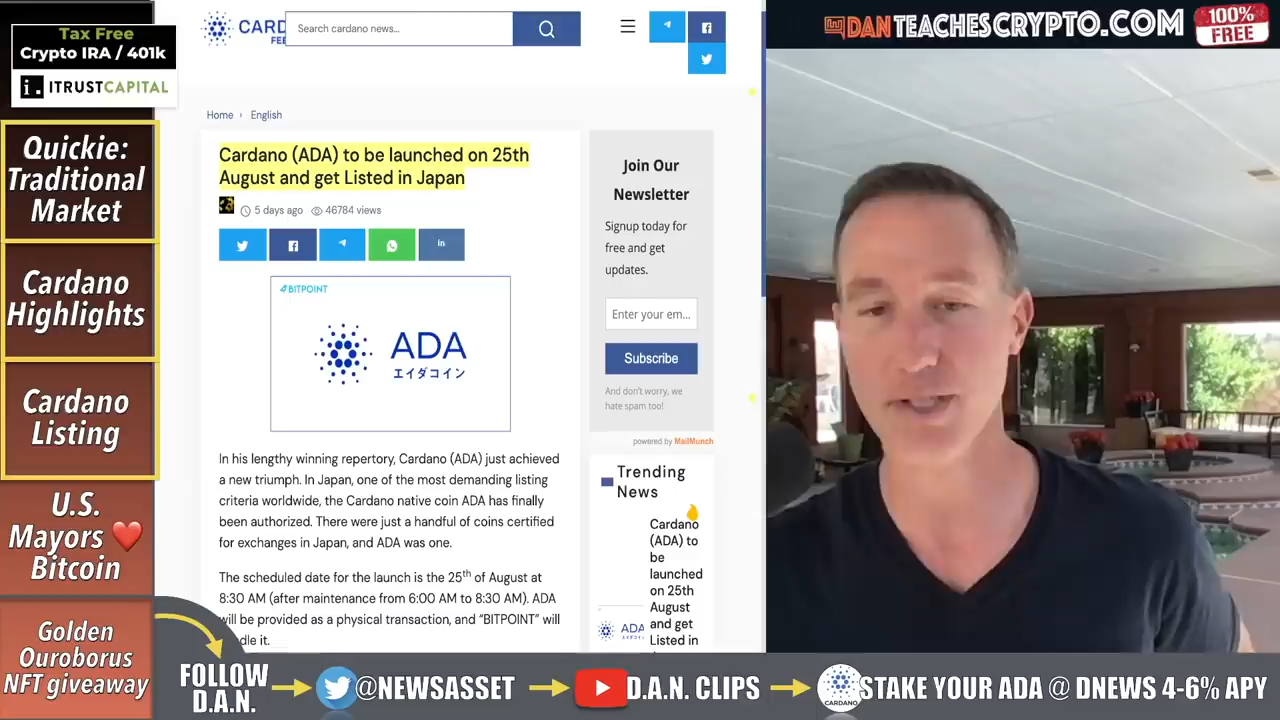 Tax Free
Crypto IRA / 401k
i.
ITRUSTCAPITAL
Quickie:
Traditional
Market
Cardano
Highlights
Cardano
Listing
U.S.
Mayors ❤️
Bitcoin
Golden
Ouroborus
NFT giveaway
CARD
FEE
Search cardano news...
Home › English
Cardano (ADA) to be launched on 25th
August and get Listed in Japan
5 days ago 46784 views
in
BITPOINT
ADA
エイダコイン
In his lengthy winning repertory, Cardano (ADA) just achieved
a new triumph. In Japan, one of the most demanding listing
criteria worldwide, the Cardano native coin ADA has finally
been authorized. There were just a handful of coins certified
for exchanges in Japan, and ADA was one.
The scheduled date for the launch is the 25th of August at
8:30 AM (after maintenance from 6:00 AM to 8:30 AM). ADA
will be provided as a physical transaction, and “BITPOINT” will
dle it.
Join Our
Newsletter
Signup today for
free and get
updates.
Enter your em...
Subscribe
And don't worry, we
hate spam too!
powered by MailMunch
Trending
News
Cardano
(ADA) to
be
launched
on 25th
August
and get
Listed in
ADA
DANTEACHESCRYPTO.COM
100%
FREE
FOLLOW
D.A.N.
@NEWSASSET
D.A.N. CLIPS
CARDANO
STAKE YOUR ADA @ DNEWS 4-6% APY